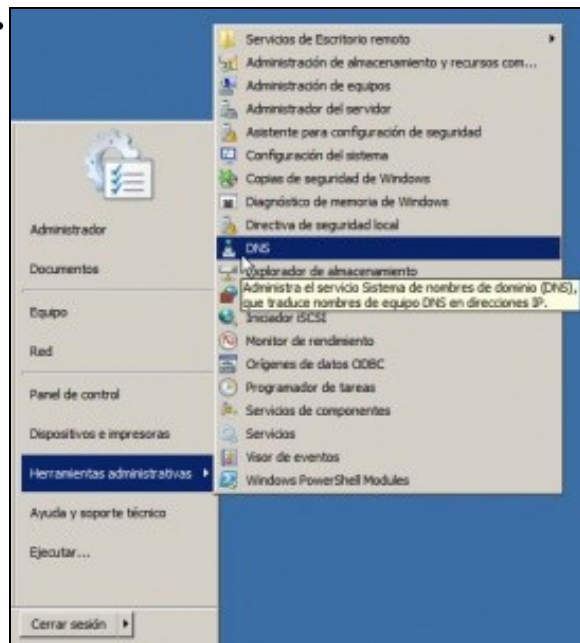 Servicios de Escritorio remoto
Administración de almacenamiento y recursos com...
Administración de equipos
Administrador del servidor
Asistente para configuración de seguridad
Configuración del sistema
Copias de seguridad de Windows
Diagnóstico de memoria de Windows
Directiva de seguridad local
DNS
Explorador de almacenamiento
Administra el servicio Sistema de nombres de dominio (DNS),
que traduce nombres de equipo DNS en direcciones IP.
Iniciador iSCSI
Monitor de rendimiento
Orígenes de datos ODBC
Programador de tareas
Servicios de componentes
Servicios
Visor de eventos
Windows PowerShell Modules
Administrador
Documentos
Equipo
Red
Panel de control
Dispositivos e impresoras
Herramientas administrativas
Ayuda y soporte técnico
Ejecutar...
Cerrar sesión